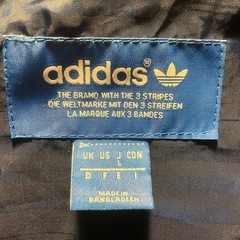 adidas®
THE BRAND WITH THE 3 STRIPES
DIE WELTMARKE MIT DEN 3 STREIFEN
LA MARQUE AUX 3 BANDES
UK US J CDN
L
D F E I
MADE IN
BANGLADESH